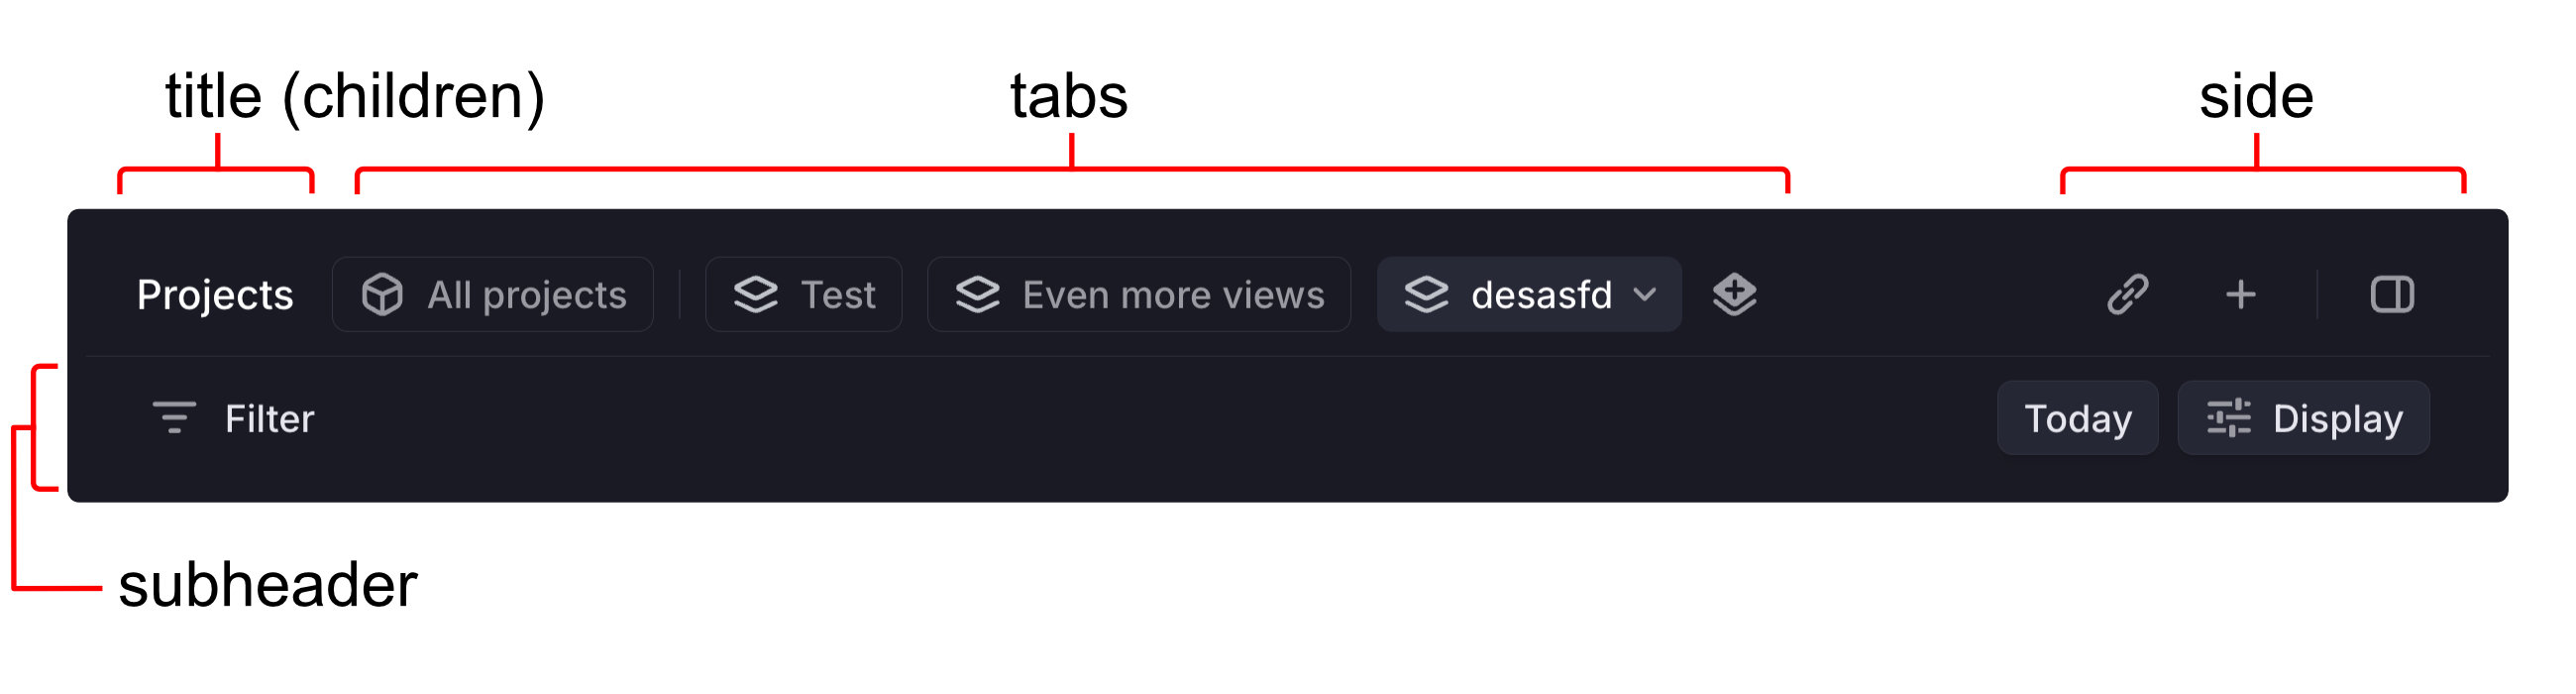 title (children) tabs side
Projects All projects Test Even more views desasfd
Filter Today Display
subheader